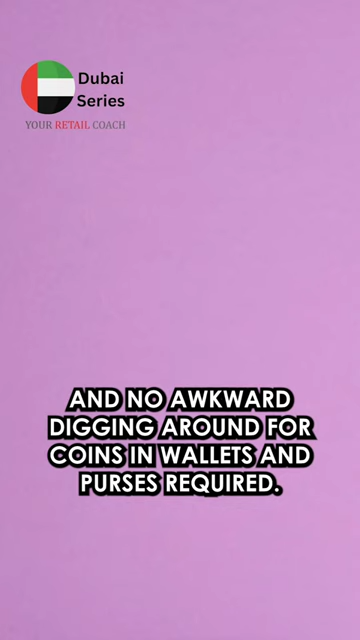 Dubai
Series
YOUR RETAIL COACH
AND NO AWKWARD
DIGGING AROUND FOR
COINS IN WALLETS AND
PURSES REQUIRED.